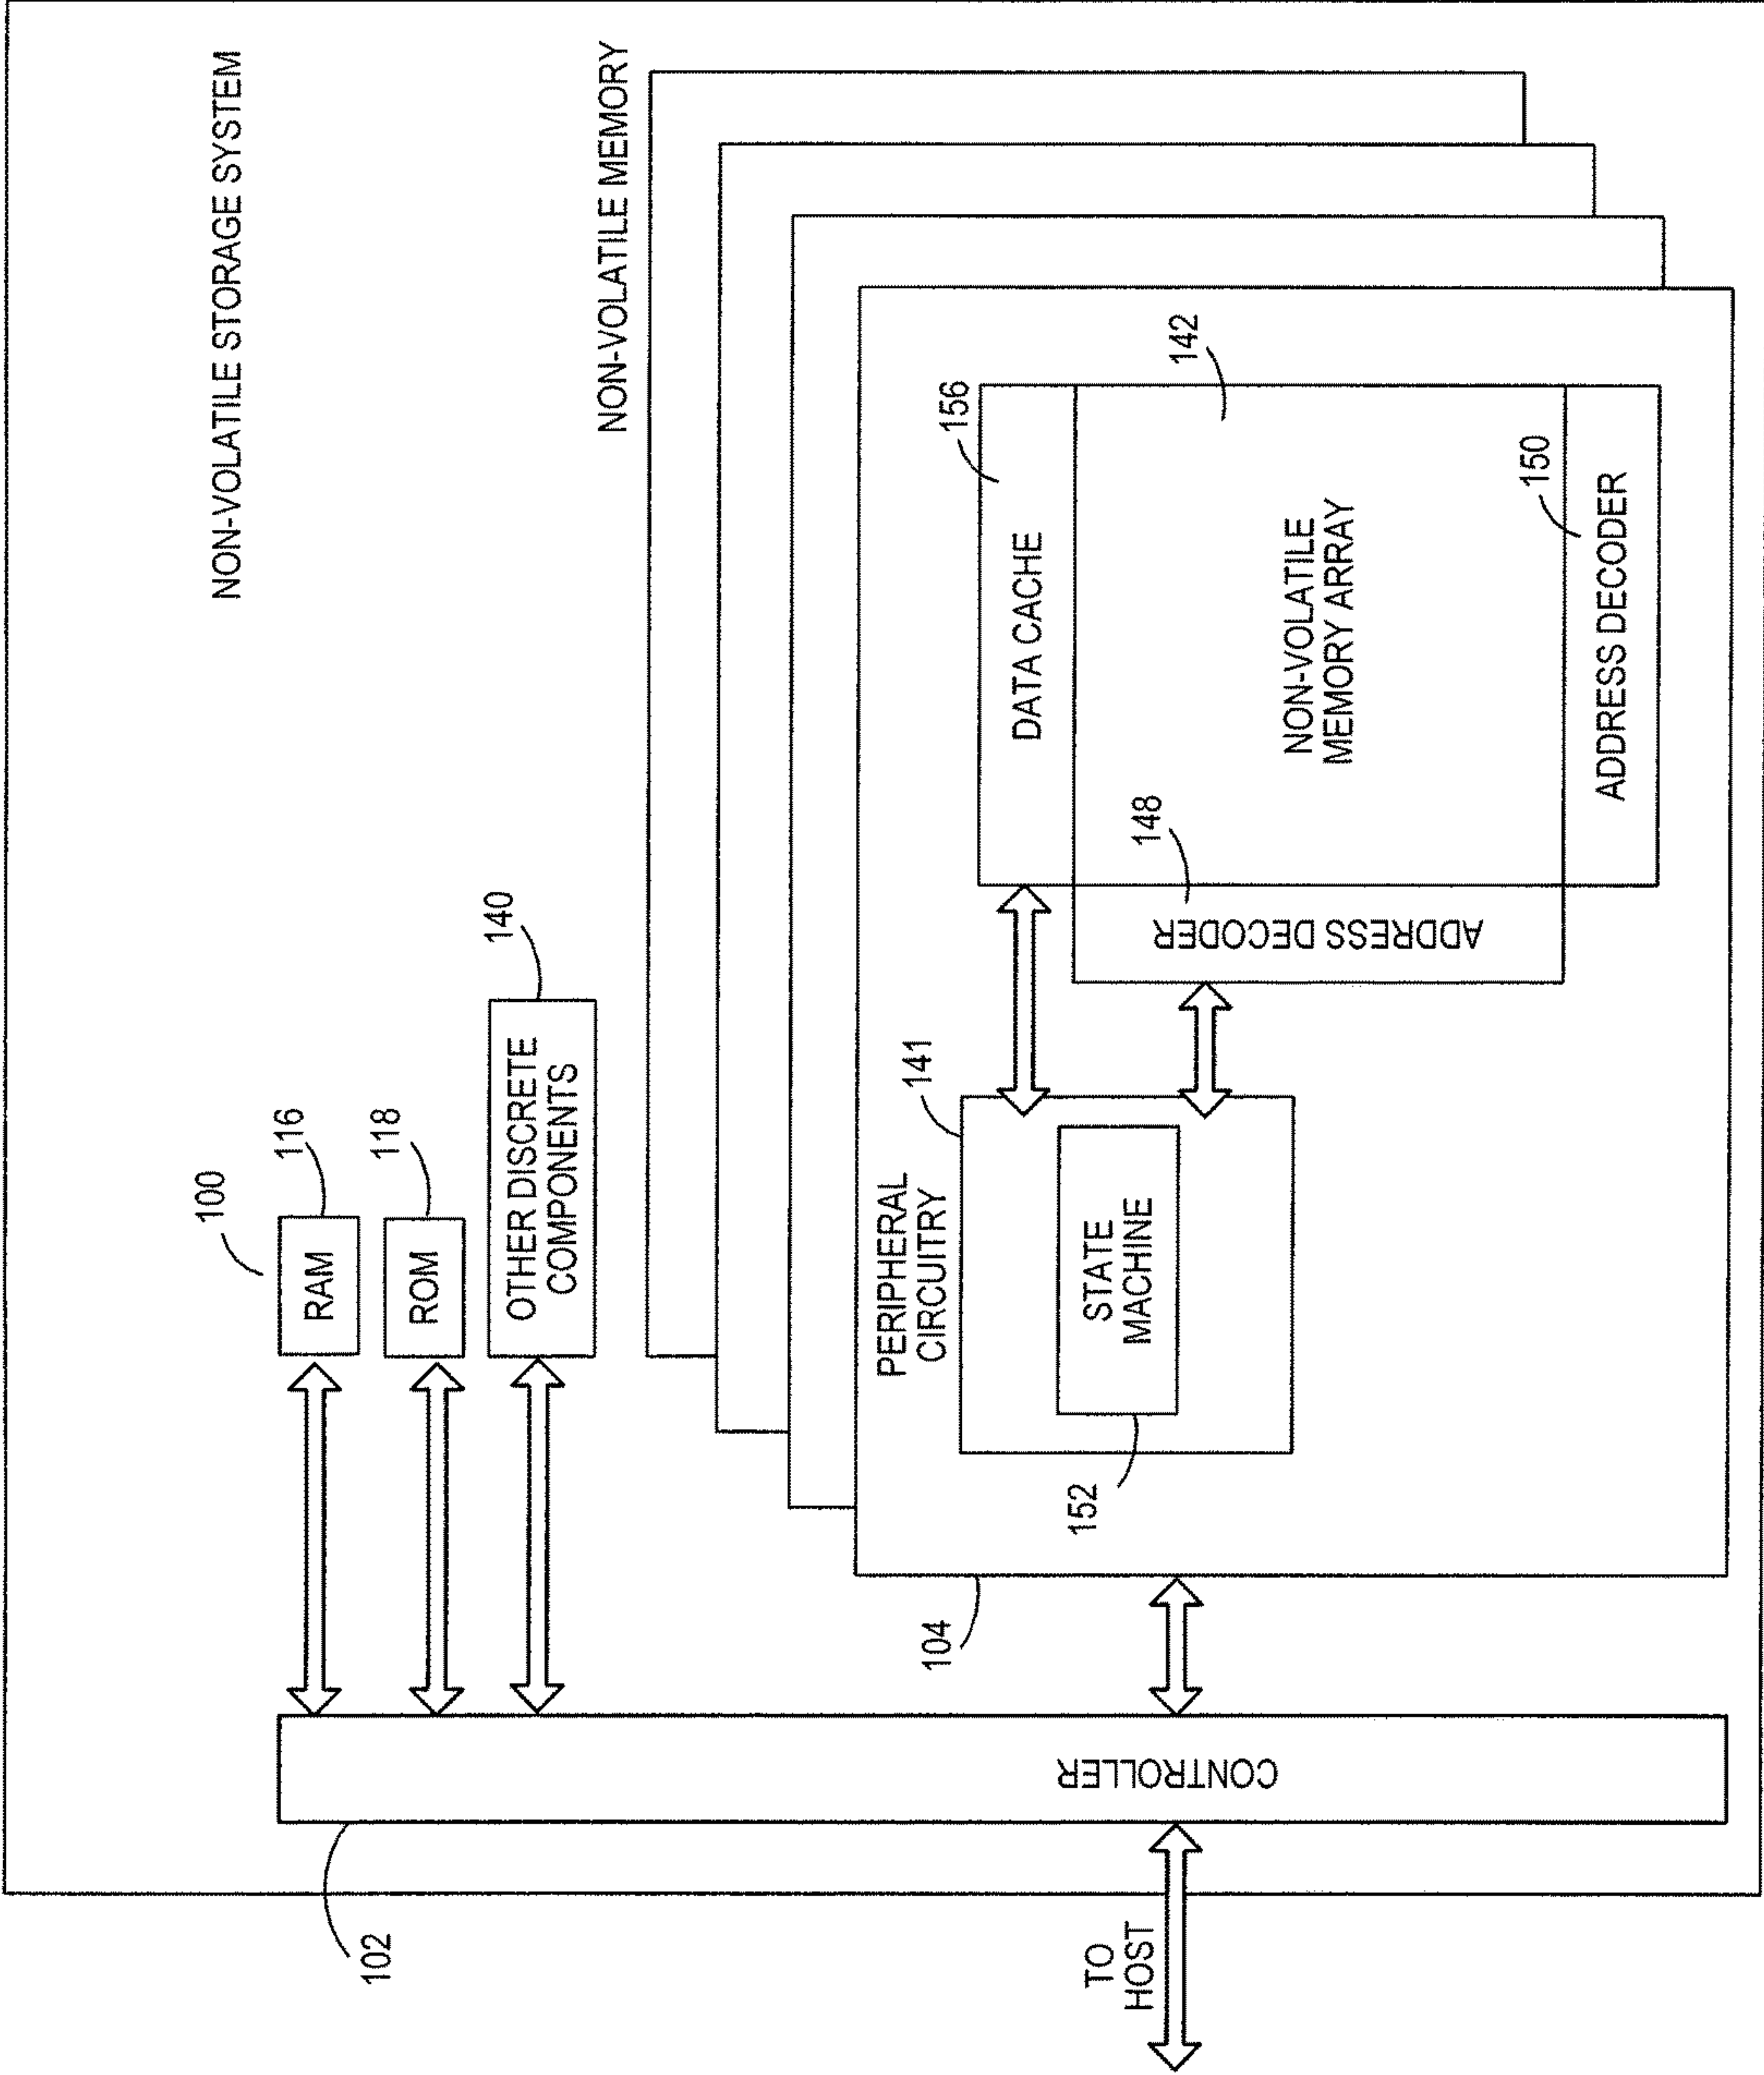 NON-VOLATILE STORAGE SYSTEM
100
116
RAM
118
ROM
140
OTHER DISCRETE
COMPONENTS
NON-VOLATILE MEMORY
102
CONTROLLER
TO
HOST
104
PERIPHERAL
CIRCUITRY
141
STATE
MACHINE
152
156
DATA CACHE
142
NON-VOLATILE
MEMORY ARRAY
148
ADDRESS DECODER
150
ADDRESS DECODER